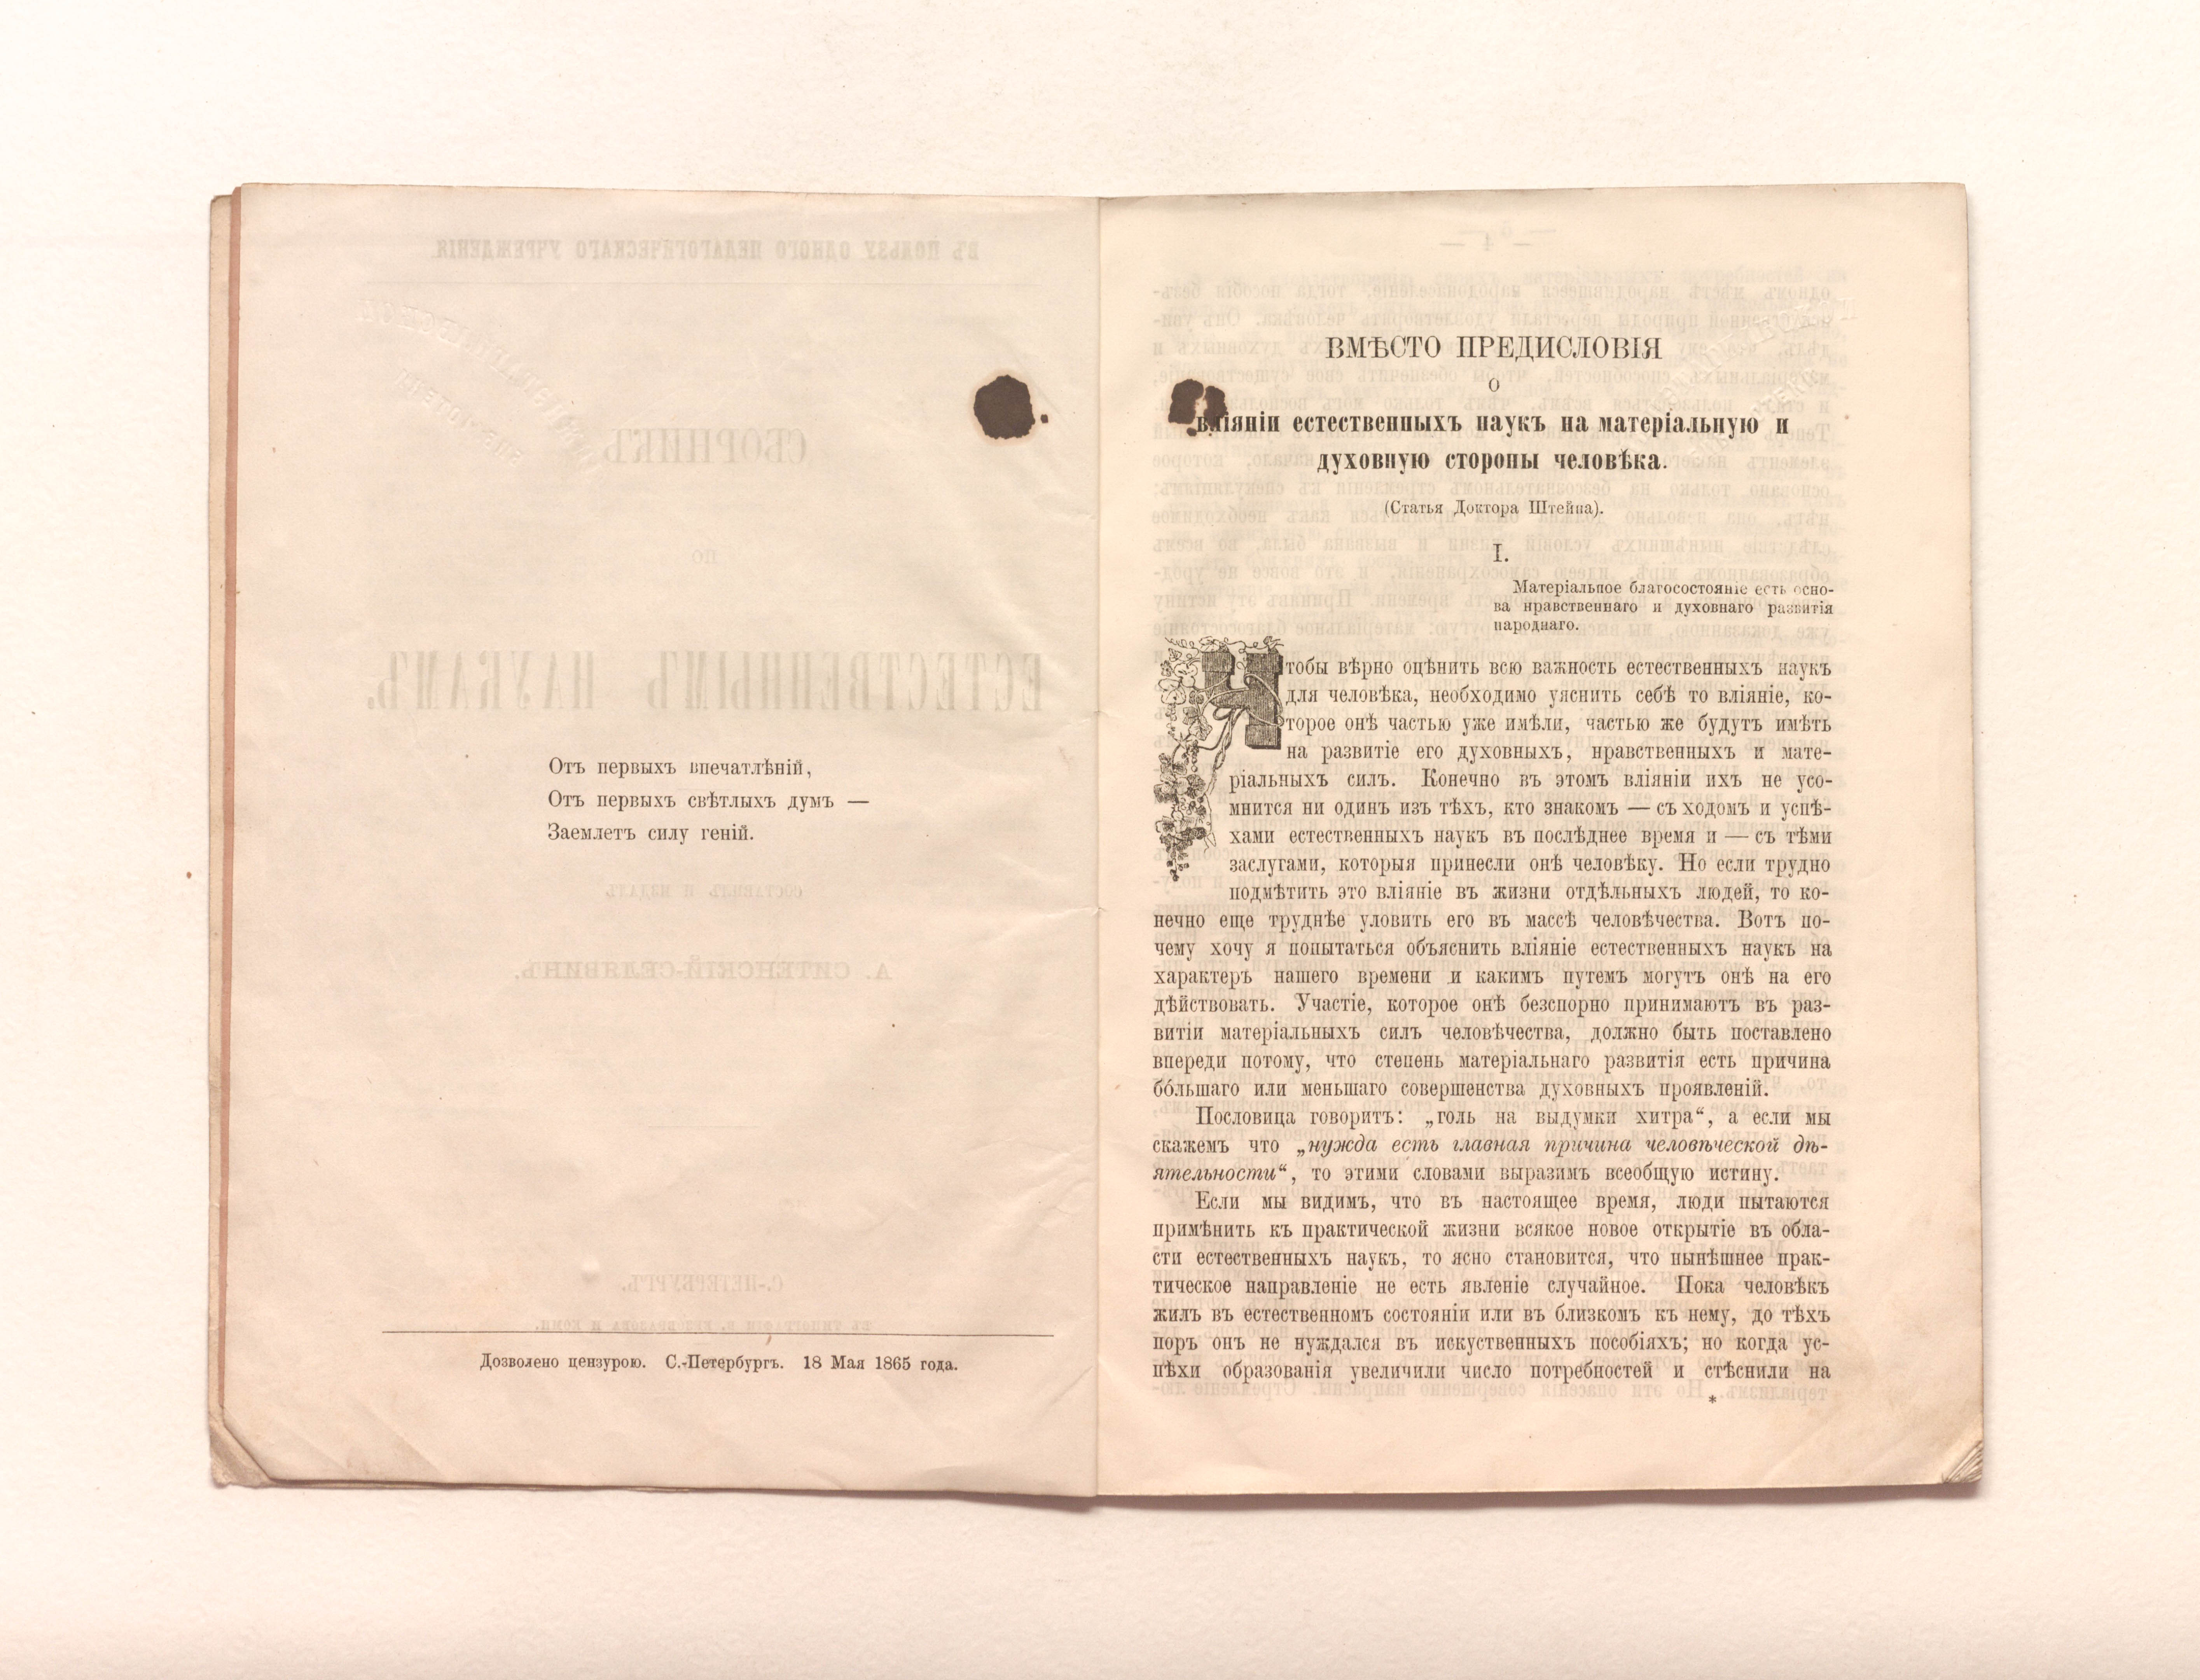 Отъ первыхъ впечатлѣній,
Отъ первыхъ свѣтлыхъ думъ —
Заемлетъ силу геній.
Дозволено цензурою. С.-Петербургъ. 18 Мая 1865 года.
ВМѢСТО ПРЕДИСЛОВІЯ
О
вліяніи естественныхъ наукъ на матеріальную и
духовную стороны человѣка.
(Статья Доктора Штейна).
I.
Матеріальное благосостояніе есть осно-
ва нравственнаго и духовнаго развитія
народнаго.
Чтобы вѣрно оцѣнить всю важность естественныхъ наукъ
для человѣка, необходимо уяснить себѣ то вліяніе, ко-
торое онѣ частью уже имѣли, частью же будутъ имѣть
на развитіе его духовныхъ, нравственныхъ и мате-
ріальныхъ силъ. Конечно въ этомъ вліяніи ихъ не усо-
мнится ни одинъ изъ тѣхъ, кто знакомъ — съ ходомъ и успѣ-
хами естественныхъ наукъ въ послѣднее время и — съ тѣми
заслугами, которыя принесли онѣ человѣку. Но если трудно
подмѣтить это вліяніе въ жизни отдѣльныхъ людей, то ко-
нечно еще труднѣе уловить его въ массѣ человѣчества. Вотъ по-
чему хочу я попытаться объяснить вліяніе естественныхъ наукъ на
характеръ нашего времени и какимъ путемъ могутъ онѣ на его
дѣйствовать. Участіе, которое онѣ безспорно принимаютъ въ раз-
витіи матеріальныхъ силъ человѣчества, должно быть поставлено
впереди потому, что степень матеріальнаго развитія есть причина
бо́льшаго или меньшаго совершенства духовныхъ проявленій.
Пословица говоритъ: „голь на выдумки хитра“, а если мы
скажемъ что „нужда есть главная причина человѣческой дѣ-
ятельности“, то этими словами выразимъ всеобщую истину.
Если мы видимъ, что въ настоящее время, люди пытаются
примѣнить къ практической жизни всякое новое открытіе въ обла-
сти естественныхъ наукъ, то ясно становится, что нынѣшнее прак-
тическое направленіе не есть явленіе случайное. Пока человѣкъ
жилъ въ естественномъ состояніи или въ близкомъ къ нему, до тѣхъ
поръ онъ не нуждался въ искуственныхъ пособіяхъ; но когда ус-
пѣхи образованія увеличили число потребностей и стѣснили на
*